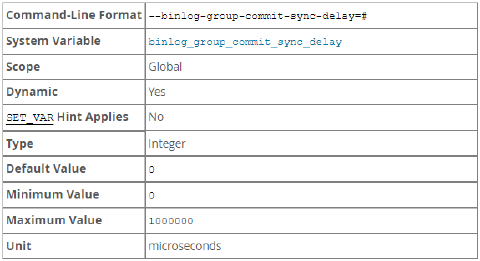 Command-Line Format --binlog-group-commit-sync-delay=#
System Variable binlog_group_commit_sync_delay
Scope Global
Dynamic Yes
SET_VAR Hint Applies No
Type Integer
Default Value 0
Minimum Value 0
Maximum Value 1000000
Unit microseconds